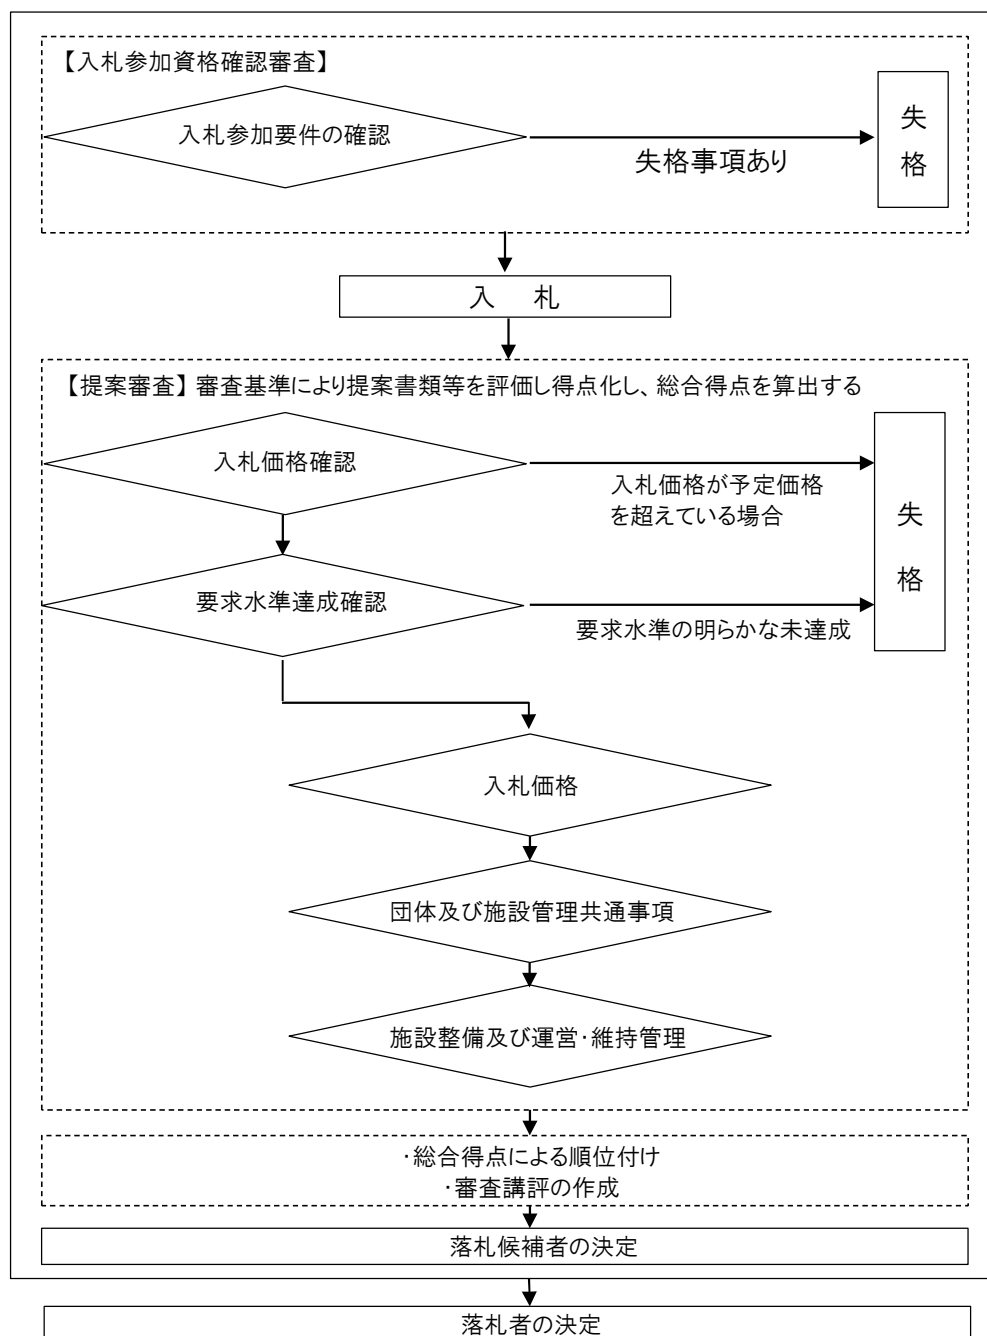 【入札参加資格確認審査】
入札参加要件の確認
失格事項あり
失
格
入 札
【提案審査】審査基準により提案書類等を評価し得点化し、総合得点を算出する
入札価格確認
入札価格が予定価格
を超えている場合
失
格
要求水準達成確認
要求水準の明らかな未達成
入札価格
団体及び施設管理共通事項
施設整備及び運営・維持管理
・総合得点による順位付け
・審査講評の作成
落札候補者の決定
落札者の決定